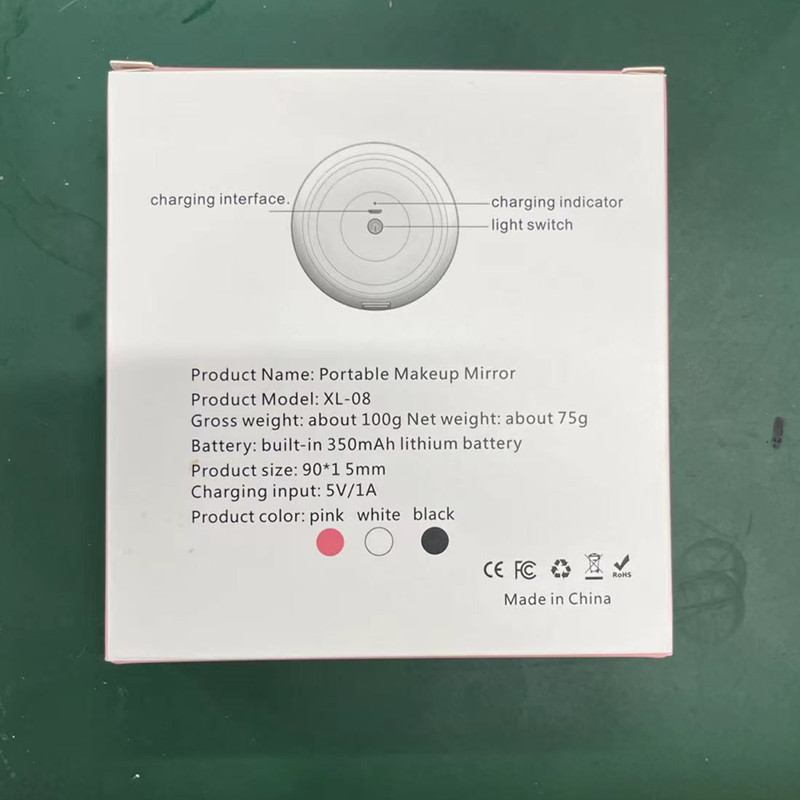 charging interface.
charging indicator
light switch
Product Name: Portable Makeup Mirror
Product Model: XL-08
Gross weight: about 100g Net weight: about 75g
Battery: built-in 350mAh lithium battery
Product size: 90*1 5mm
Charging input: 5V/1A
Product color: pink white black
CE FC RoHS
Made in China